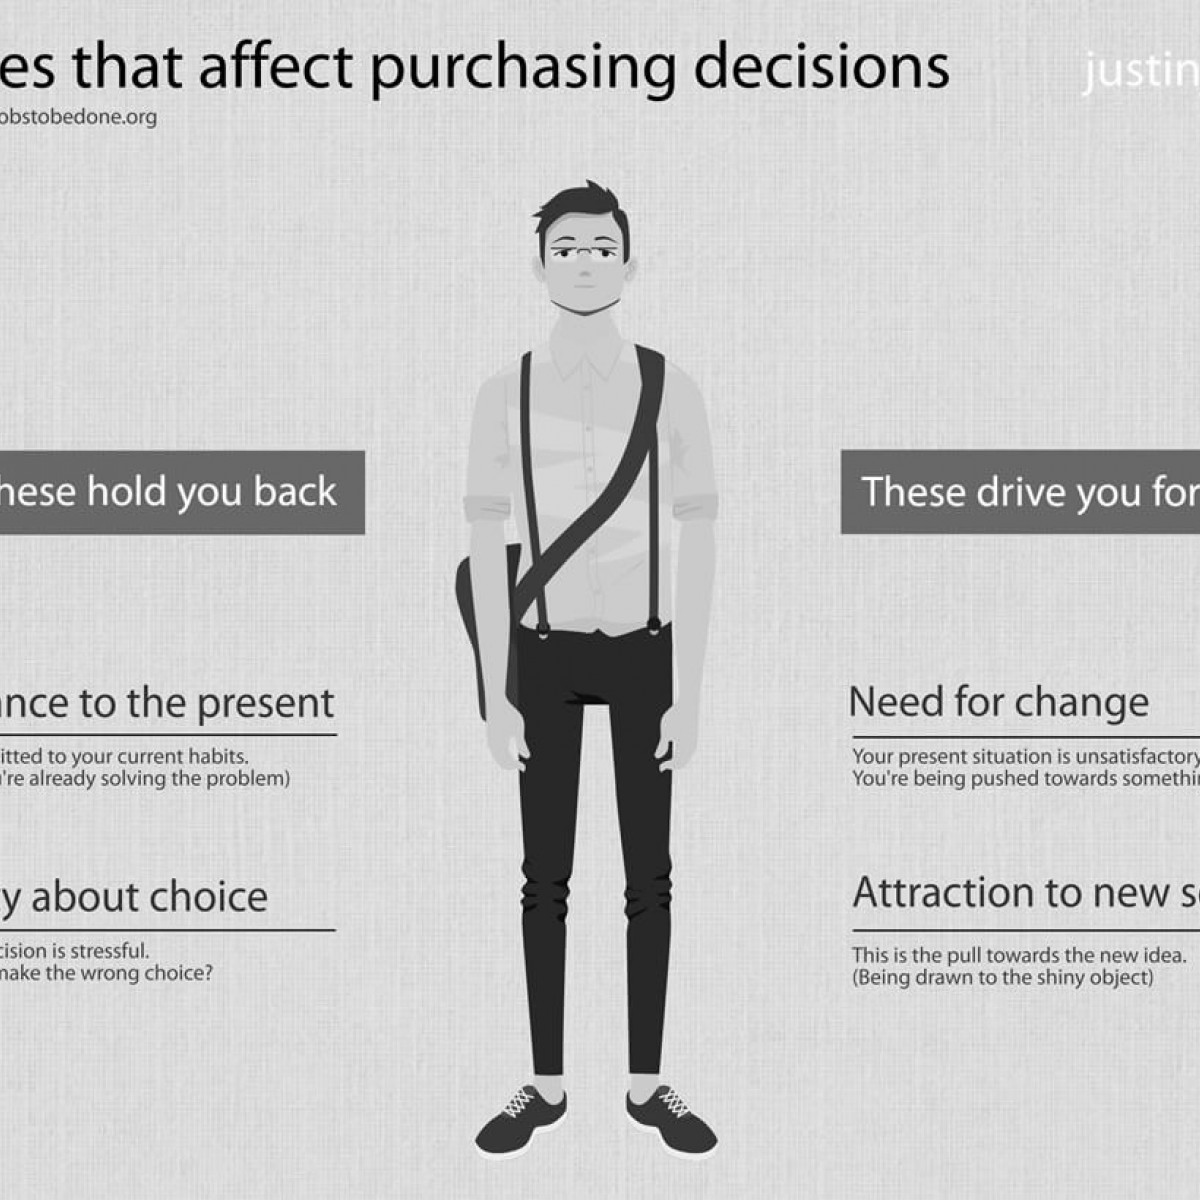 es that affect purchasing decisions
justin
obstobedone.org
hese hold you back
These drive you for
ance to the present
itted to your current habits.
're already solving the problem)
Need for change
Your present situation is unsatisfactory
You're being pushed towards somethin
y about choice
cision is stressful.
make the wrong choice?
Attraction to new s
This is the pull towards the new idea.
(Being drawn to the shiny object)